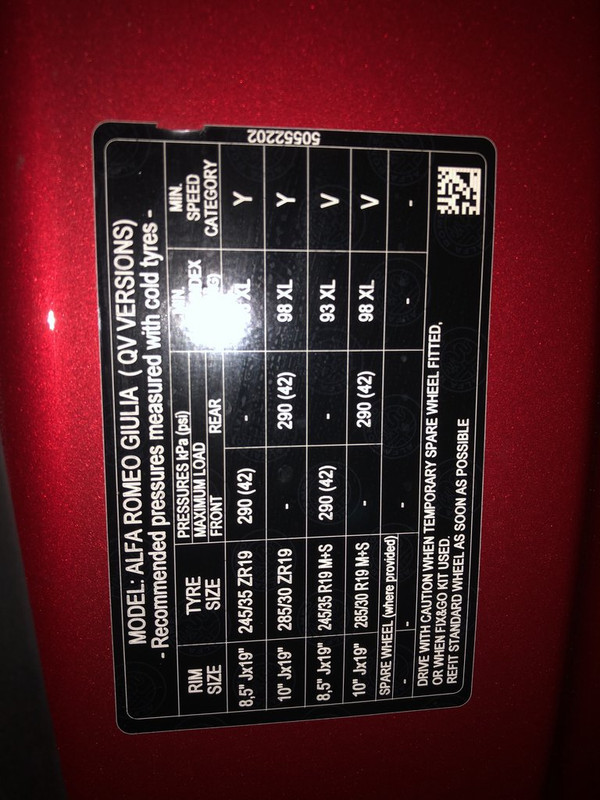 50552202
MODEL: ALFA ROMEO GIULIA ( QV VERSIONS)
- Recommended pressures measured with cold tyres -
RIM SIZE TYRE SIZE PRESSURES kPa (psi) MAXIMUM LOAD FRONT REAR MIN. MIN. SPEED CATEGORY
8,5" Jx19" 245/35 ZR19 290 (42) - XL Y
10" Jx19" 285/30 ZR19 - 290 (42) 98 XL Y
8,5" Jx19" 245/35 R19 M+S 290 (42) - 93 XL V
10" Jx19" 285/30 R19 M+S - 290 (42) 98 XL V
SPARE WHEEL (where provided)
- - - - -
DRIVE WITH CAUTION WHEN TEMPORARY SPARE WHEEL FITTED,
OR WHEN FIX&GO KIT USED.
REFIT STANDARD WHEEL AS SOON AS POSSIBLE